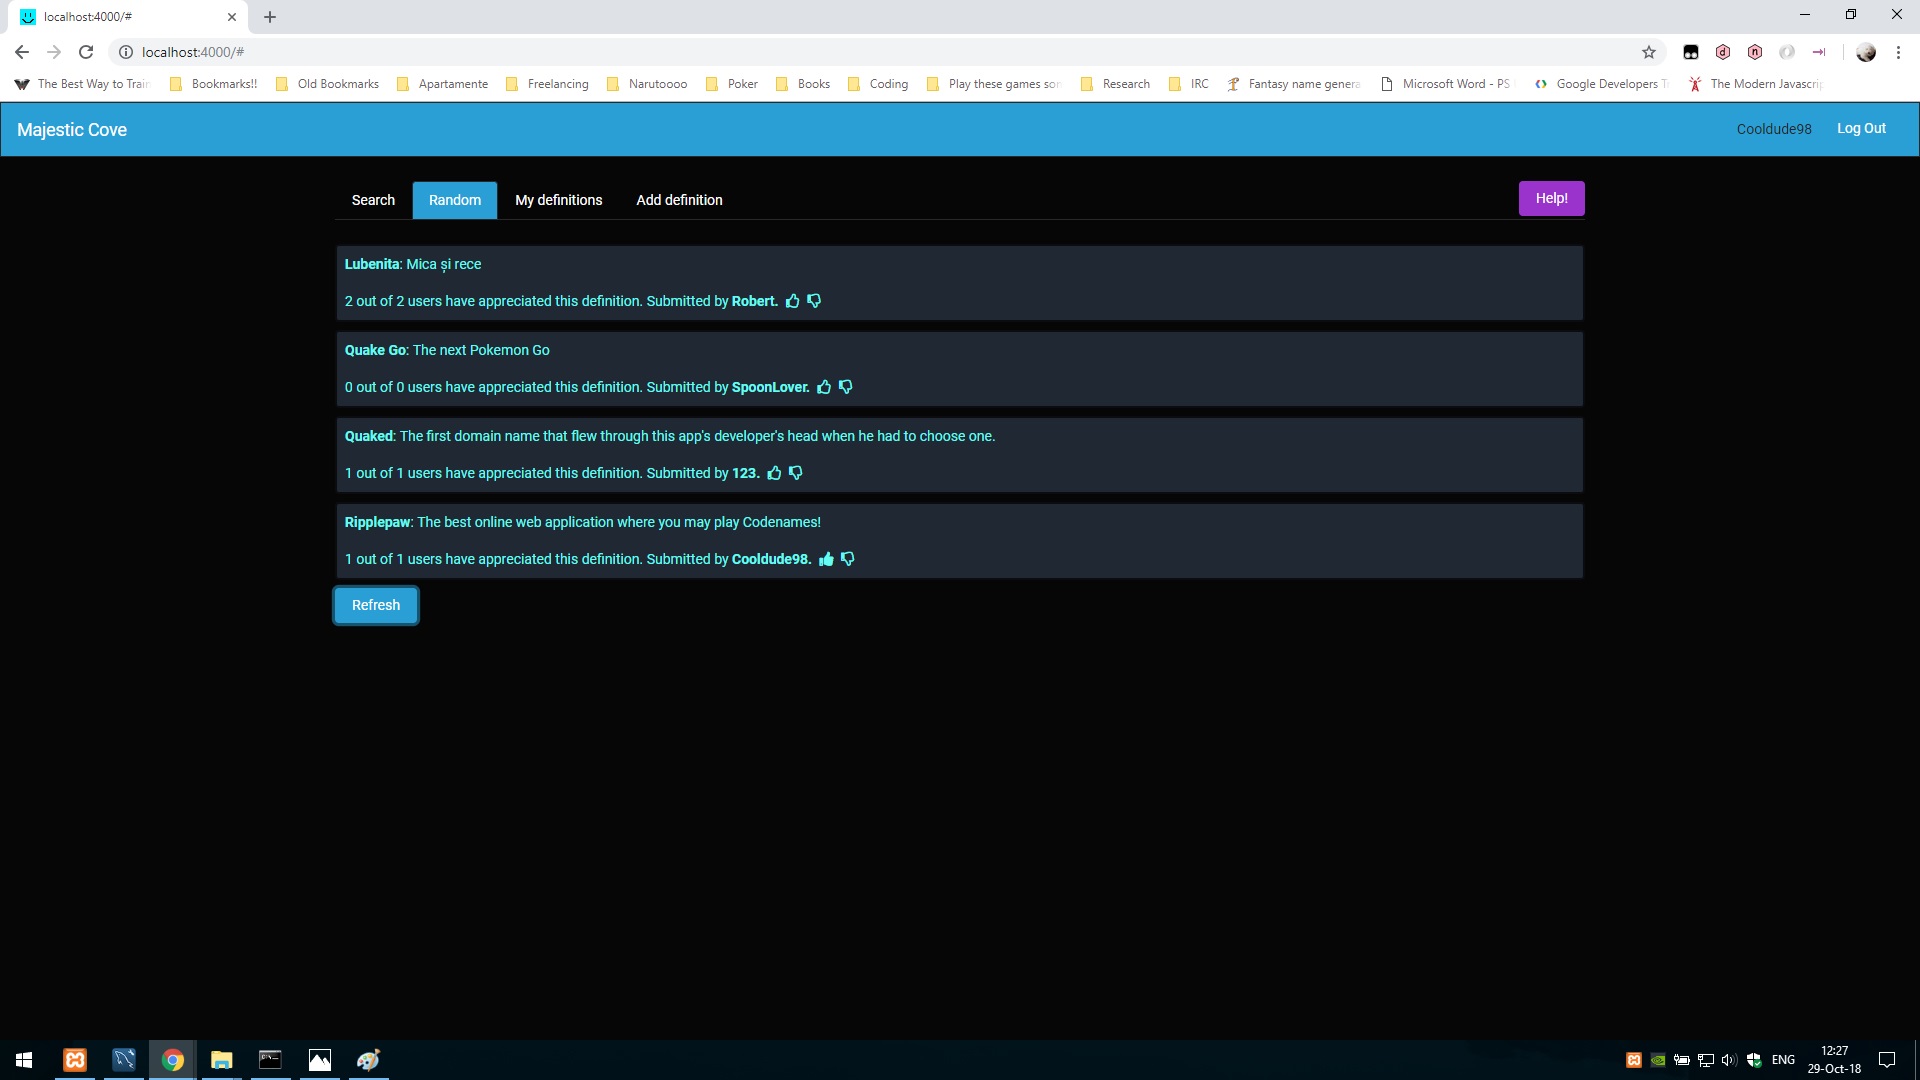 localhost:4000/#
localhost:4000/#
The Best Way to Train
Bookmarks!!
Old Bookmarks
Apartamente
Freelancing
Narutoooo
Poker
Books
Coding
Play these games son
Research
IRC
Fantasy name genera
Microsoft Word - PS
Google Developers T
The Modern Javascrip
Majestic Cove
Cooldude98
Log Out
Search
Random
My definitions
Add definition
Help!
Lubenita: Mica și rece
2 out of 2 users have appreciated this definition. Submitted by Robert.
Quake Go: The next Pokemon Go
0 out of 0 users have appreciated this definition. Submitted by SpoonLover.
Quaked: The first domain name that flew through this app's developer's head when he had to choose one.
1 out of 1 users have appreciated this definition. Submitted by 123.
Ripplepaw: The best online web application where you may play Codenames!
1 out of 1 users have appreciated this definition. Submitted by Cooldude98.
Refresh
ENG
12:27
29-Oct-18